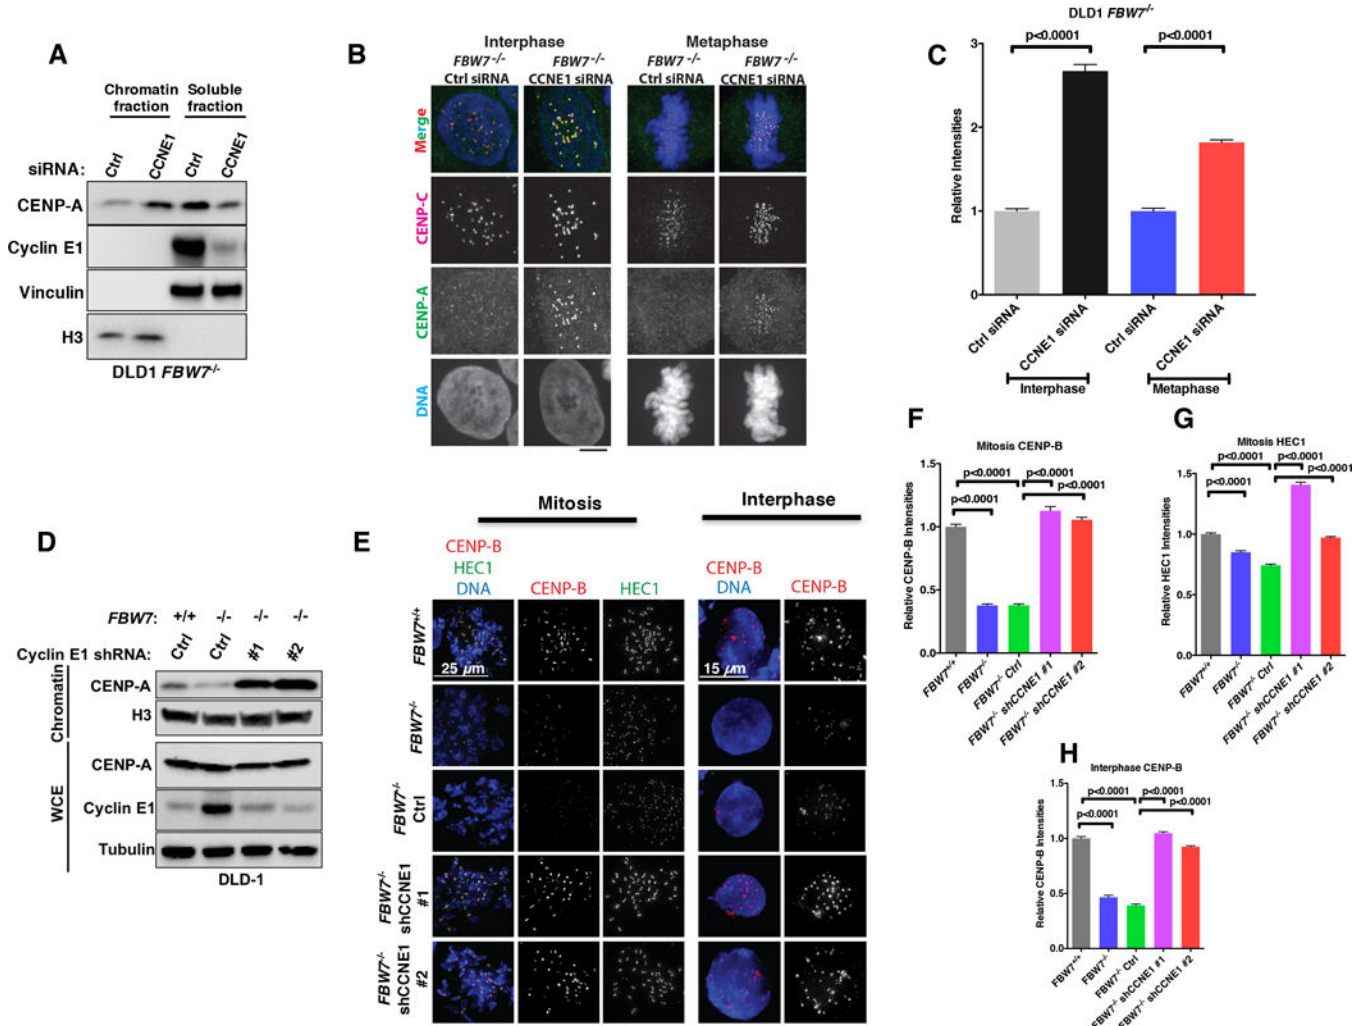 A
Chromatin fraction
Soluble fraction
siRNA:
Ctrl
CCNE1
Ctrl
CCNE1
CENP-A
Cyclin E1
Vinculin
H3
DLD1 FBW7-/-
B
Interphase
Metaphase
FBW7-/- Ctrl siRNA
FBW7-/- CCNE1 siRNA
FBW7-/- Ctrl siRNA
FBW7-/- CCNE1 siRNA
Merge
CENP-C
CENP-A
DNA
C
DLD1 FBW7-/-
p<0.0001
p<0.0001
Relative Intensities
3
2
1
0
Ctrl siRNA
CCNE1 siRNA
Ctrl siRNA
CCNE1 siRNA
Interphase
Metaphase
D
FBW7: +/+ -/- -/- -/-
Cyclin E1 shRNA: Ctrl Ctrl #1 #2
Chromatin
CENP-A
H3
WCE
CENP-A
Cyclin E1
Tubulin
DLD-1
E
Mitosis
Interphase
CENP-B
HEC1
DNA
CENP-B
HEC1
CENP-B
DNA
CENP-B
FBW7+/+
25 µm
15 µm
FBW7-/-
FBW7-/- Ctrl
FBW7-/- shCCNE1 #1
FBW7-/- shCCNE1 #2
F
Mitosis CENP-B
Relative CENP-B Intensities
1.5
1.0
0.5
0.0
p<0.0001
p<0.0001
p<0.0001
p<0.0001
FBW7+/+
FBW7-/-
FBW7-/- Ctrl
FBW7-/- shCCNE1 #1
FBW7-/- shCCNE1 #2
G
Mitosis HEC1
Relative HEC1 Intensities
1.5
1.0
0.5
0.0
p<0.0001
p<0.0001
p<0.0001
p<0.0001
FBW7+/+
FBW7-/-
FBW7-/- Ctrl
FBW7-/- shCCNE1 #1
FBW7-/- shCCNE1 #2
H
Interphase CENP-B
Relative CENP-B Intensities
1.5
1.0
0.5
0.0
p<0.0001
p<0.0001
p<0.0001
p<0.0001
FBW7+/+
FBW7-/-
FBW7-/- Ctrl
FBW7-/- shCCNE1 #1
FBW7-/- shCCNE1 #2